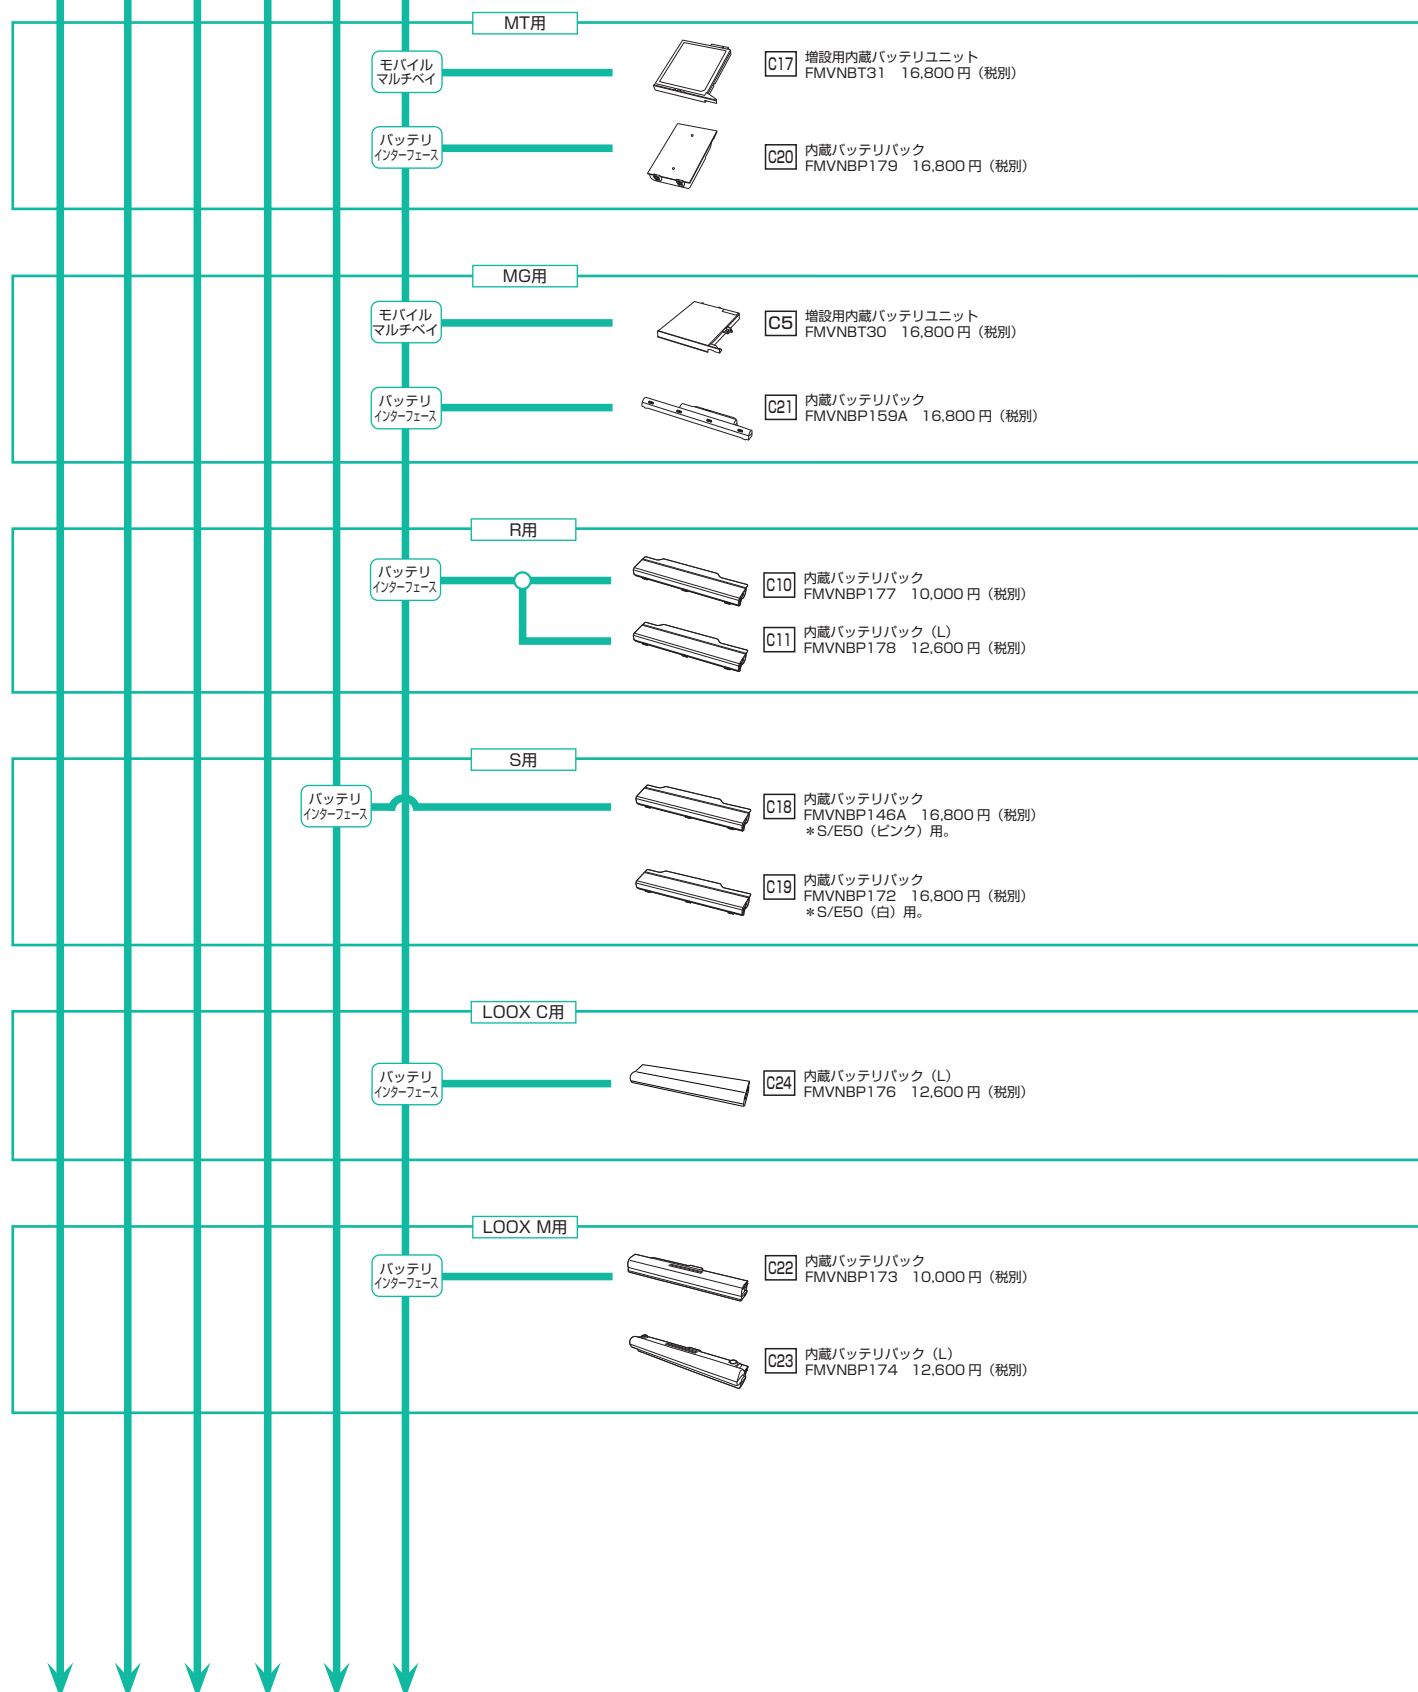 MT用
モバイル
マルチベイ
C17
増設用内蔵バッテリユニット
FMVNBT31　16,800円（税別）
バッテリ
インターフェース
C20
内蔵バッテリパック
FMVNBP179　16,800円（税別）
MG用
モバイル
マルチベイ
C5
増設用内蔵バッテリユニット
FMVNBT30　16,800円（税別）
バッテリ
インターフェース
C21
内蔵バッテリパック
FMVNBP159A　16,800円（税別）
R用
バッテリ
インターフェース
C10
内蔵バッテリパック
FMVNBP177　10,000円（税別）
C11
内蔵バッテリパック（L）
FMVNBP178　12,600円（税別）
S用
バッテリ
インターフェース
C18
内蔵バッテリパック
FMVNBP146A　16,800円（税別）
＊S/E50（ピンク）用。
C19
内蔵バッテリパック
FMVNBP172　16,800円（税別）
＊S/E50（白）用。
LOOX C用
バッテリ
インターフェース
C24
内蔵バッテリパック（L）
FMVNBP176　12,600円（税別）
LOOX M用
バッテリ
インターフェース
C22
内蔵バッテリパック
FMVNBP173　10,000円（税別）
C23
内蔵バッテリパック（L）
FMVNBP174　12,600円（税別）